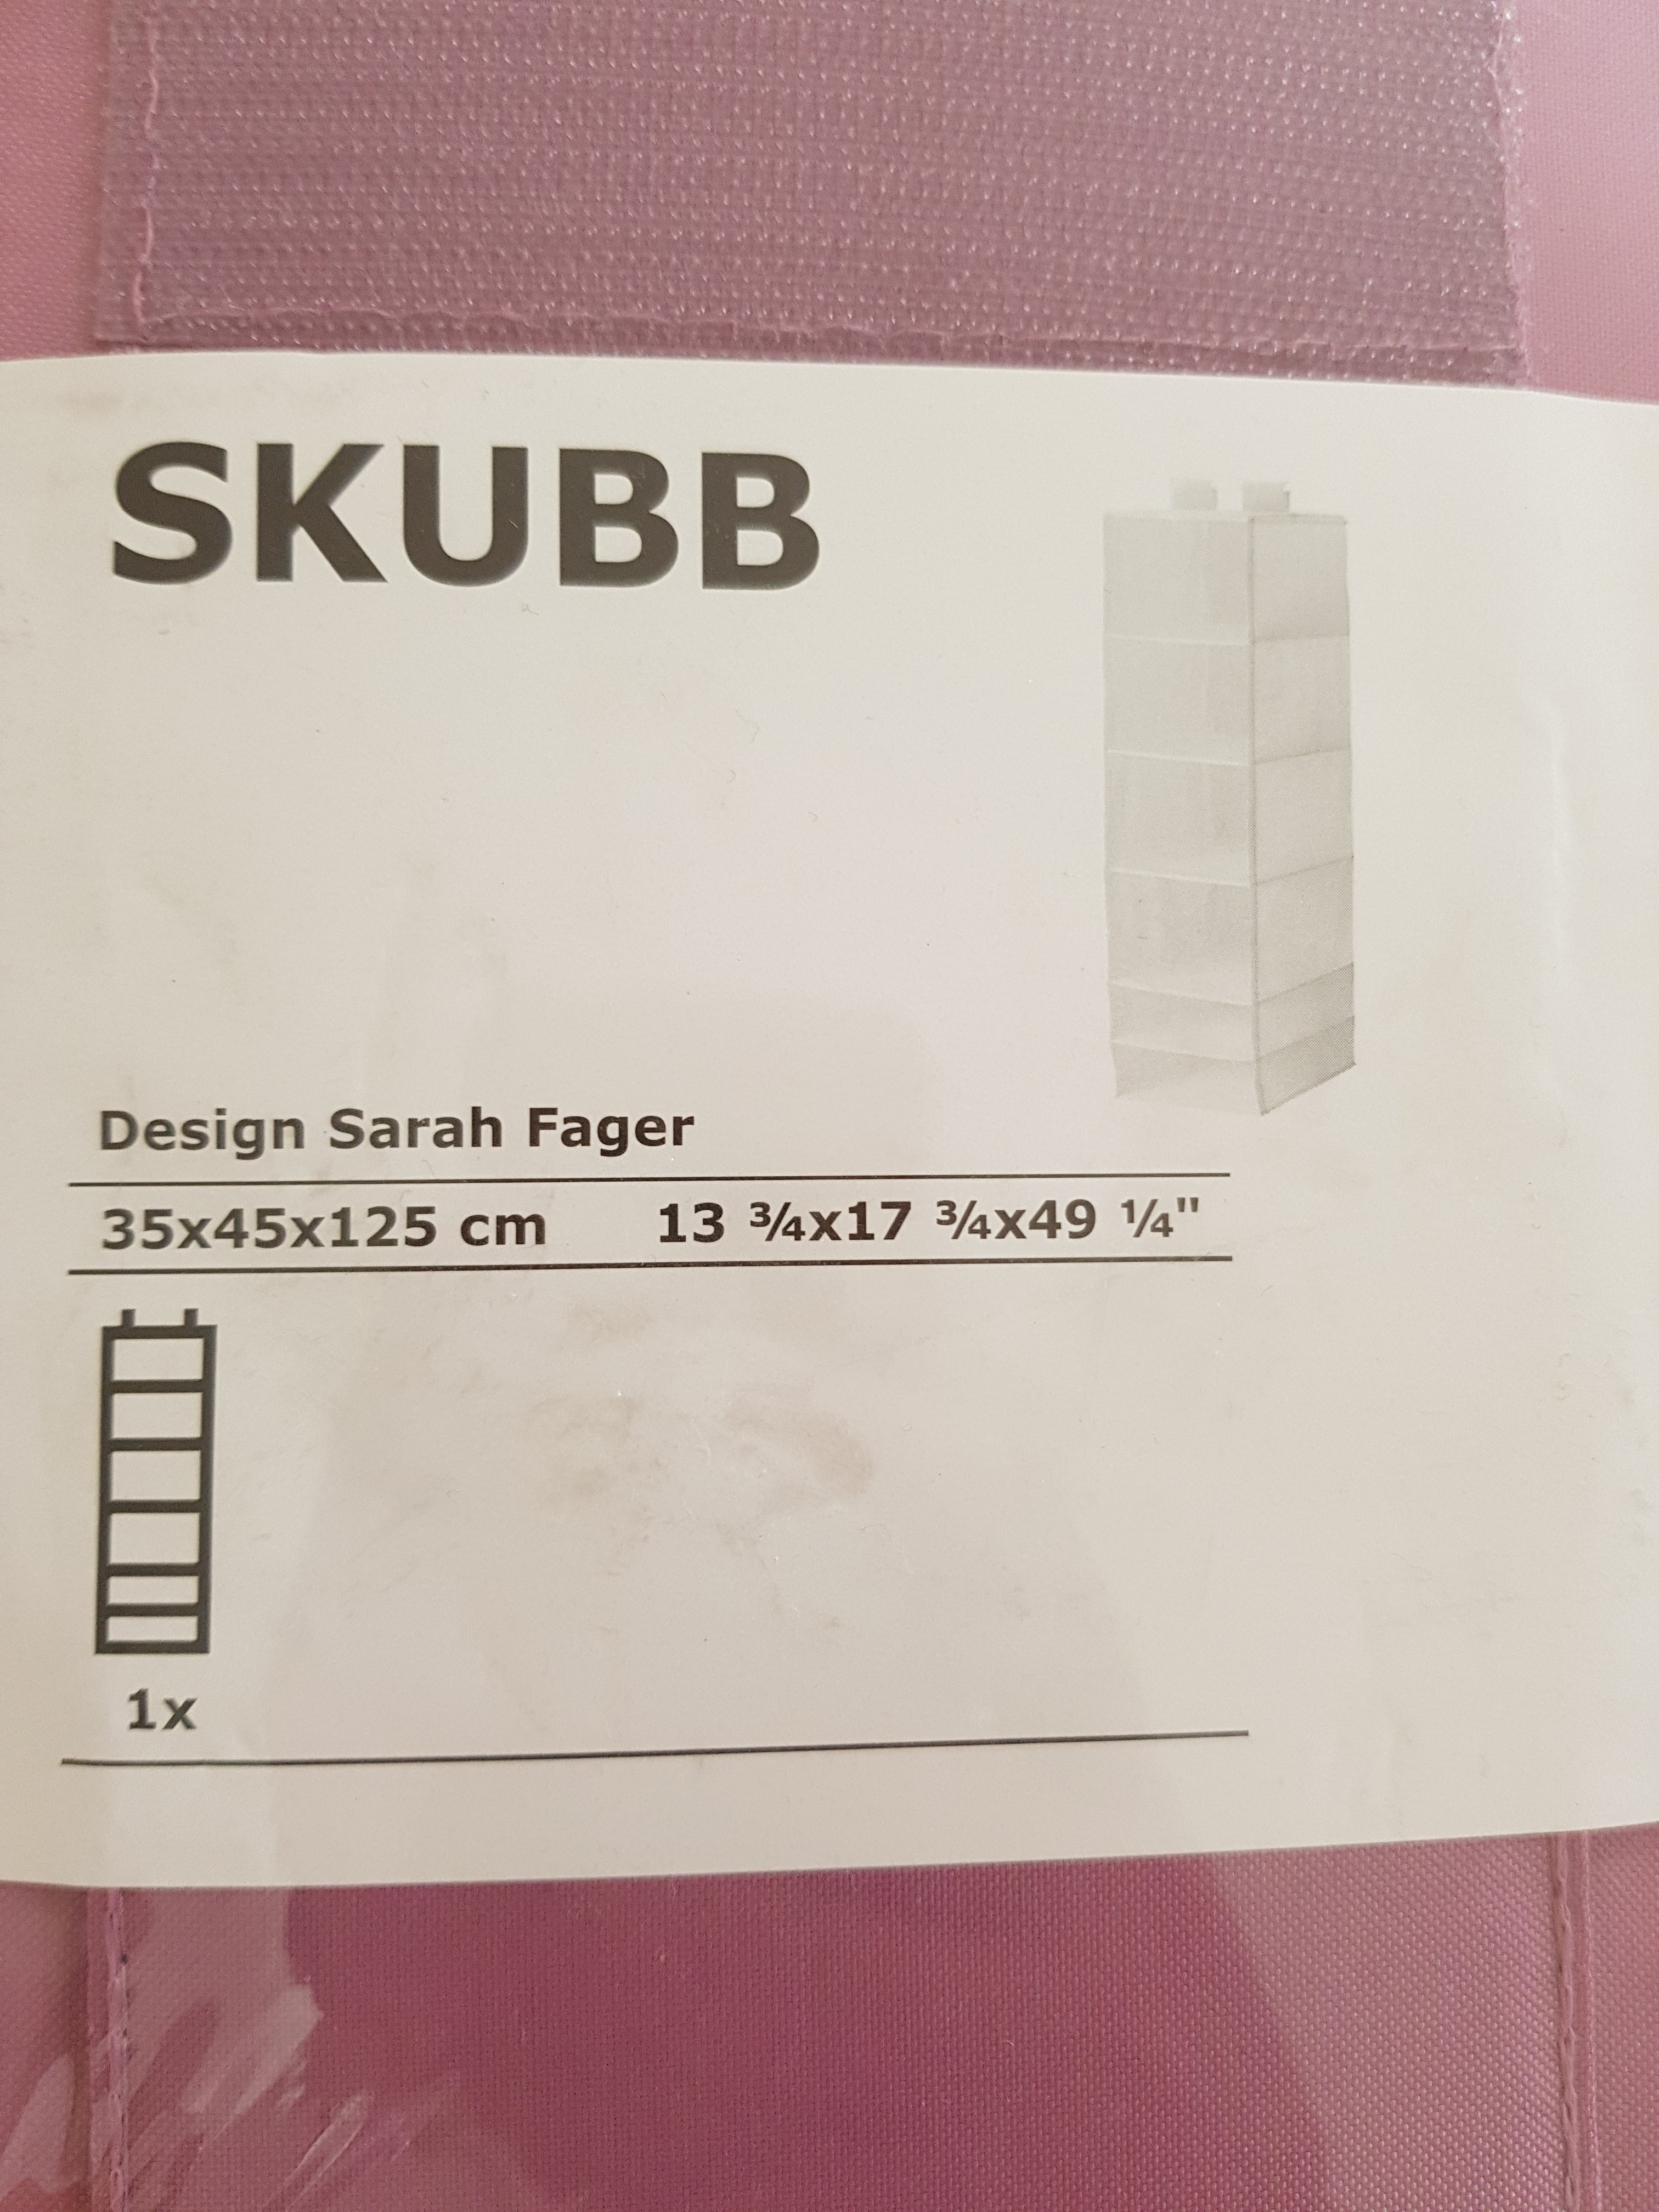 SKUBB
Design Sarah Fager
35x45x125 cm 13 ¾x17 ¾x49 ¼"
1x